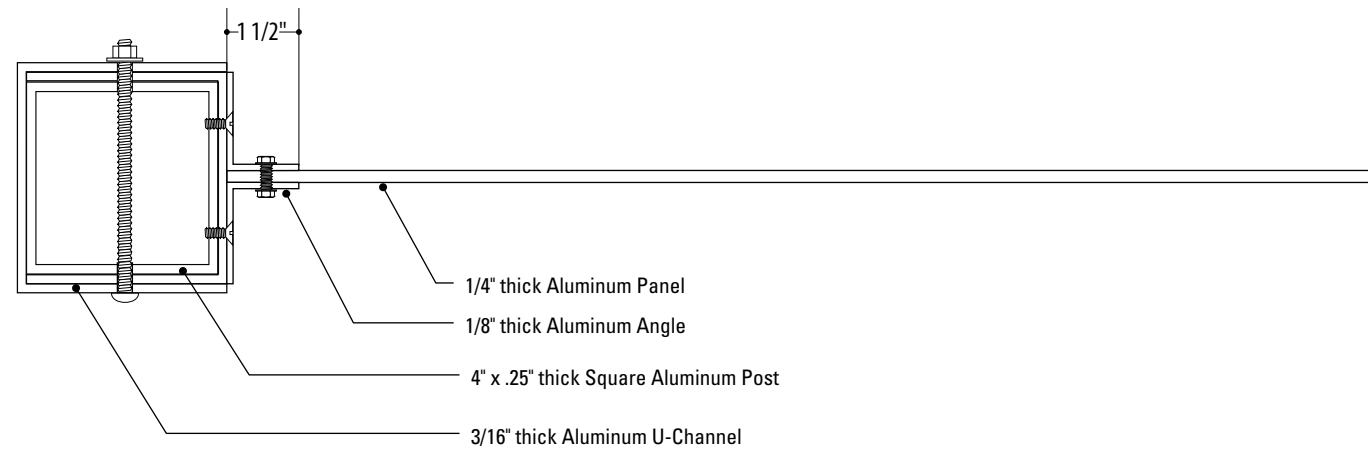 1 1/2"
1/4" thick Aluminum Panel
1/8" thick Aluminum Angle
4" x .25" thick Square Aluminum Post
3/16" thick Aluminum U-Channel